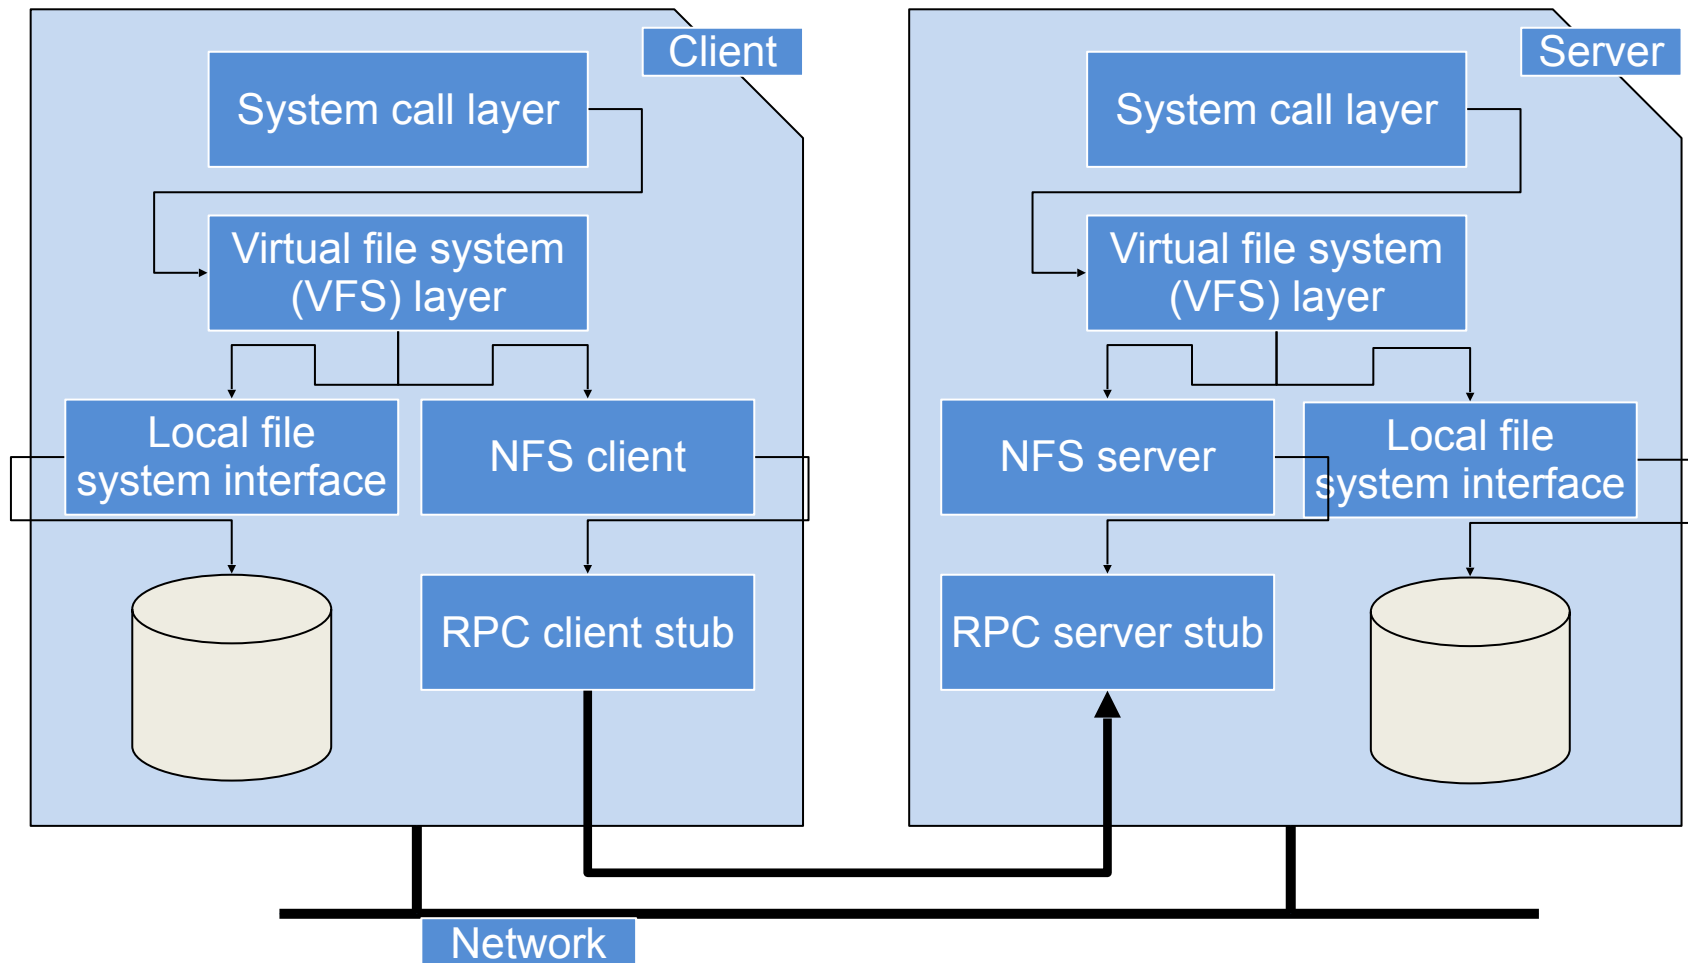 Client
System call layer
Virtual file system
(VFS) layer
Local file
system interface
NFS client
RPC client stub
Server
System call layer
Virtual file system
(VFS) layer
NFS server
Local file
system interface
RPC server stub
Network